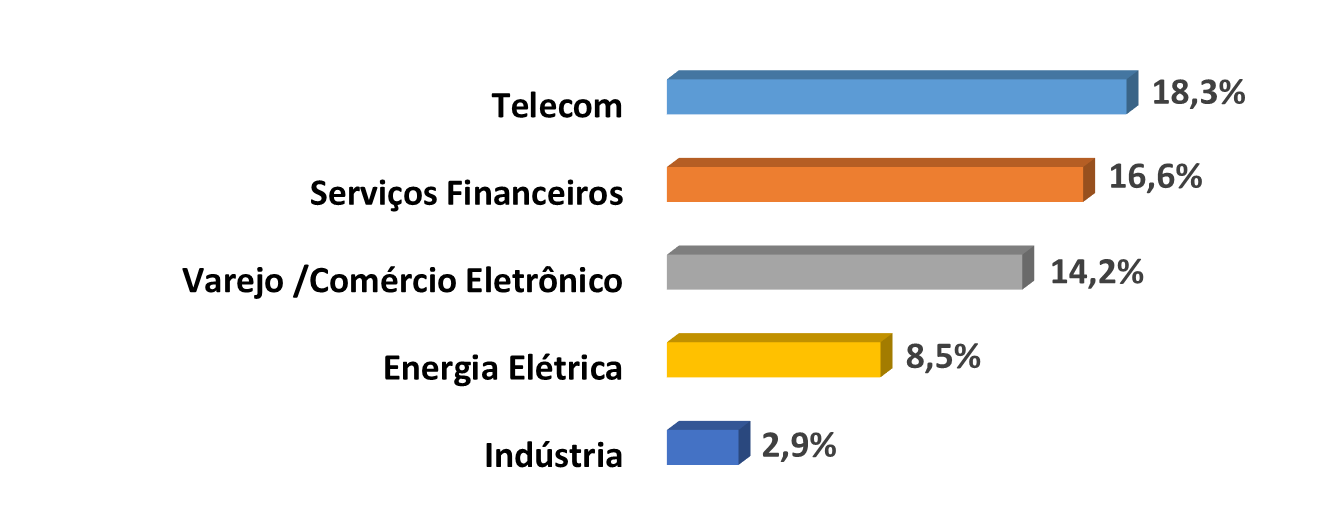 Telecom 18,3%
Serviços Financeiros 16,6%
Varejo /Comércio Eletrônico 14,2%
Energia Elétrica 8,5%
Indústria 2,9%